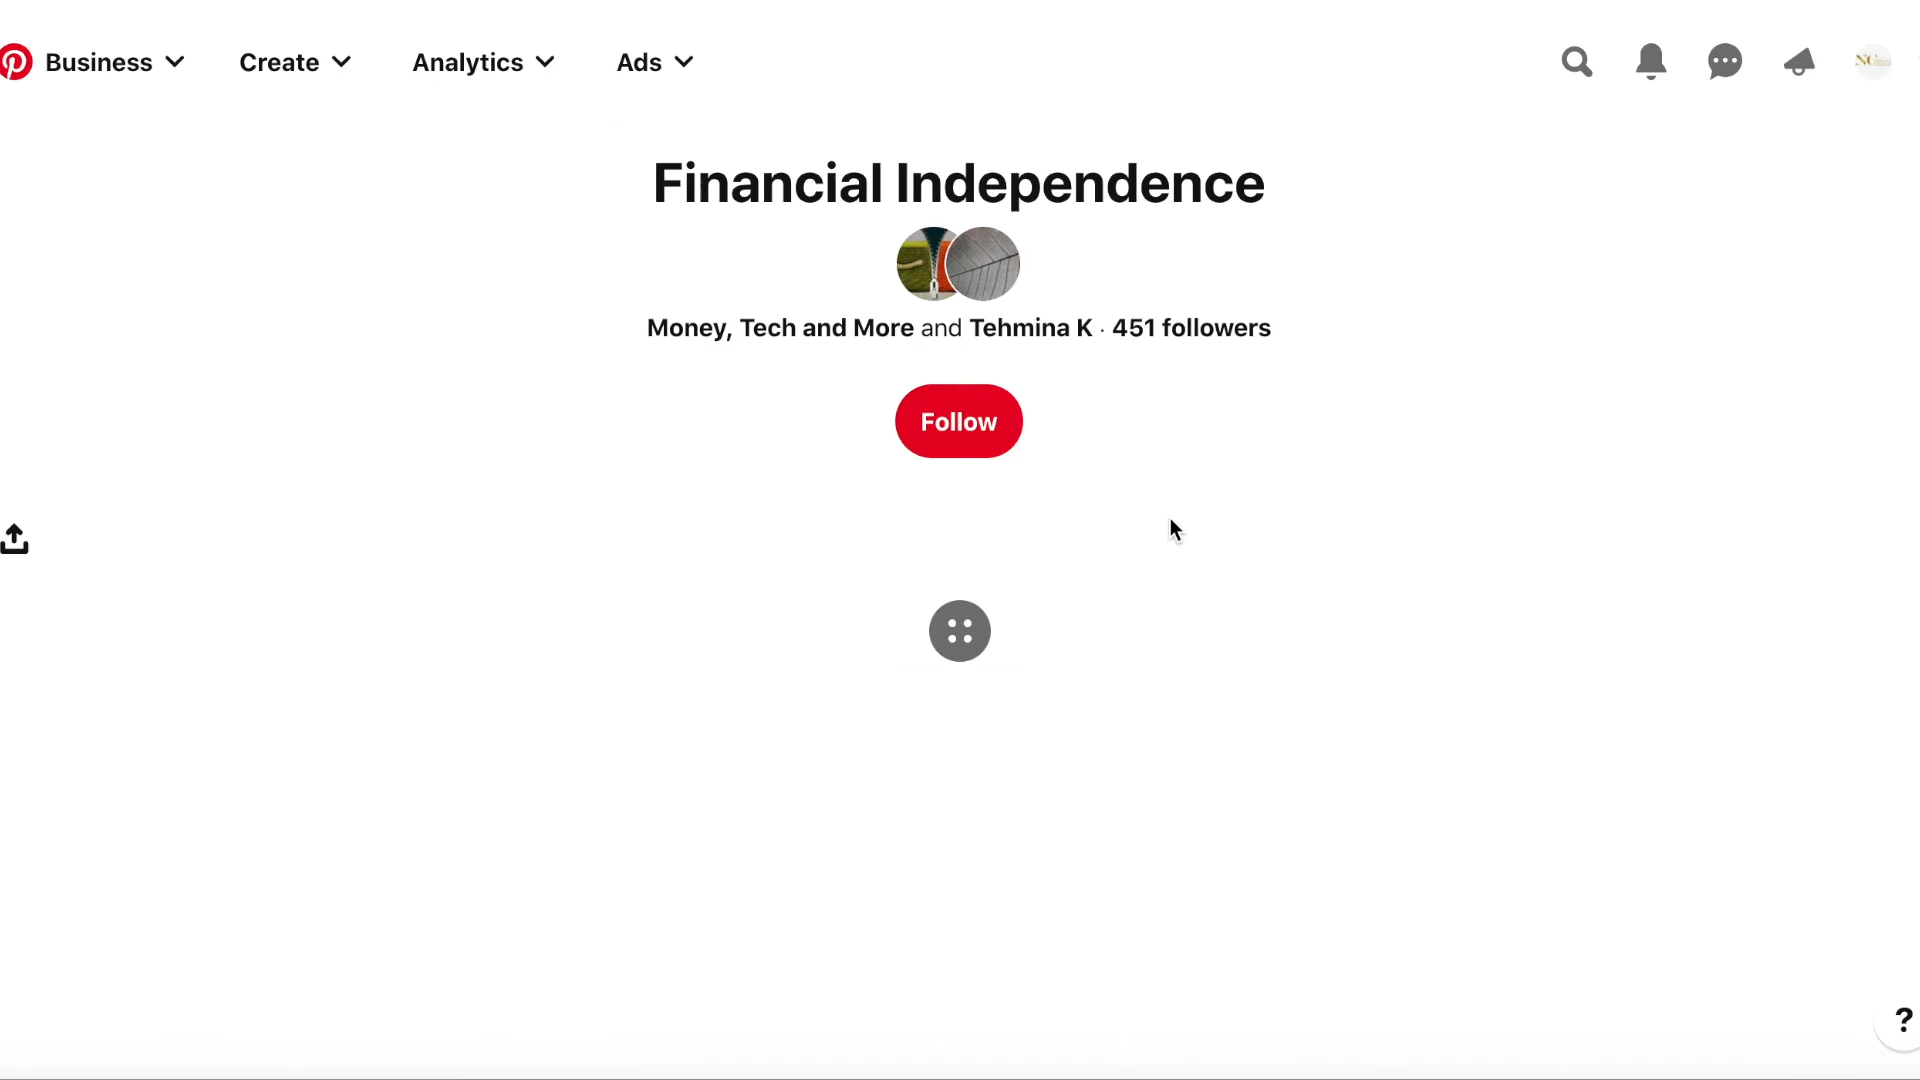 Business
Create
Analytics
Ads
Financial Independence
Money, Tech and More and Tehmina K · 451 followers
Follow
?